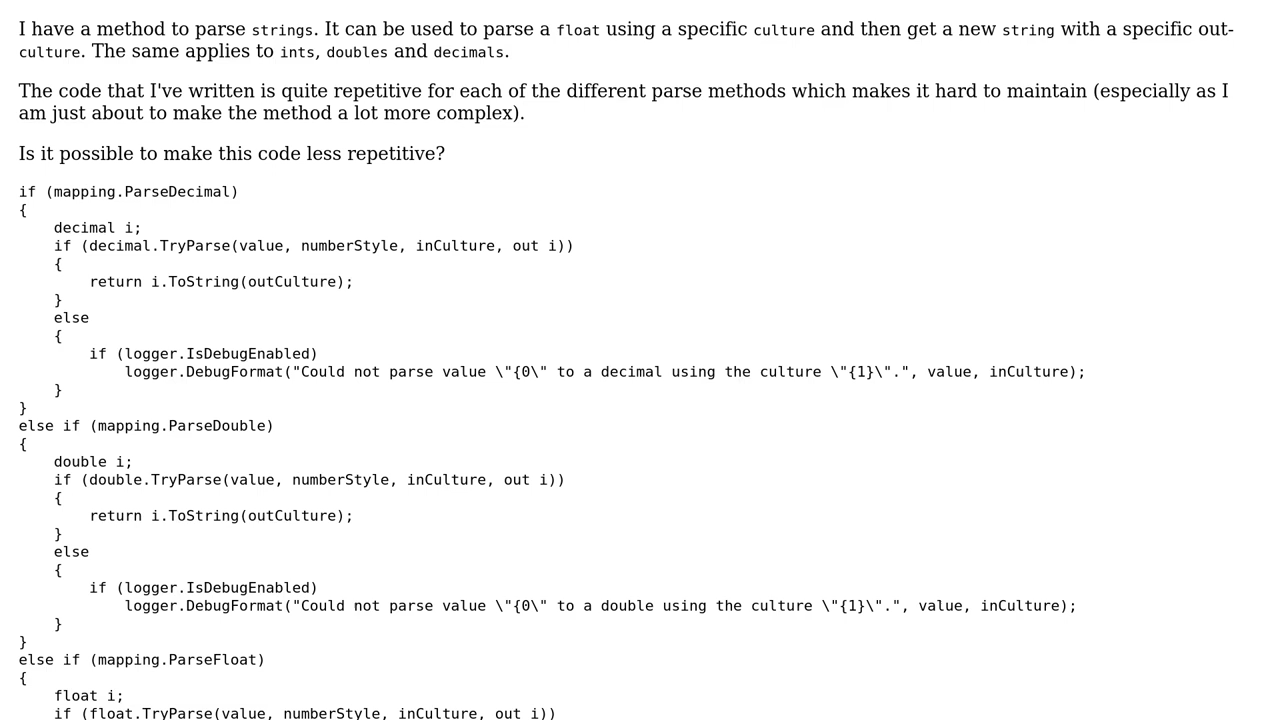 I have a method to parse strings. It can be used to parse a float using a specific culture and then get a new string with a specific out-
culture. The same applies to ints, doubles and decimals.
The code that I've written is quite repetitive for each of the different parse methods which makes it hard to maintain (especially as I
am just about to make the method a lot more complex).
Is it possible to make this code less repetitive?
if (mapping.ParseDecimal)
{
    decimal i;
    if (decimal.TryParse(value, numberStyle, inCulture, out i))
    {
        return i.ToString(outCulture);
    }
    else
    {
        if (logger.IsDebugEnabled)
            logger.DebugFormat("Could not parse value \"{0\" to a decimal using the culture \"{1}\".", value, inCulture);
    }
}
else if (mapping.ParseDouble)
{
    double i;
    if (double.TryParse(value, numberStyle, inCulture, out i))
    {
        return i.ToString(outCulture);
    }
    else
    {
        if (logger.IsDebugEnabled)
            logger.DebugFormat("Could not parse value \"{0\" to a double using the culture \"{1}\".", value, inCulture);
    }
}
else if (mapping.ParseFloat)
{
    float i;
    if (float.TryParse(value, numberStyle, inCulture, out i))